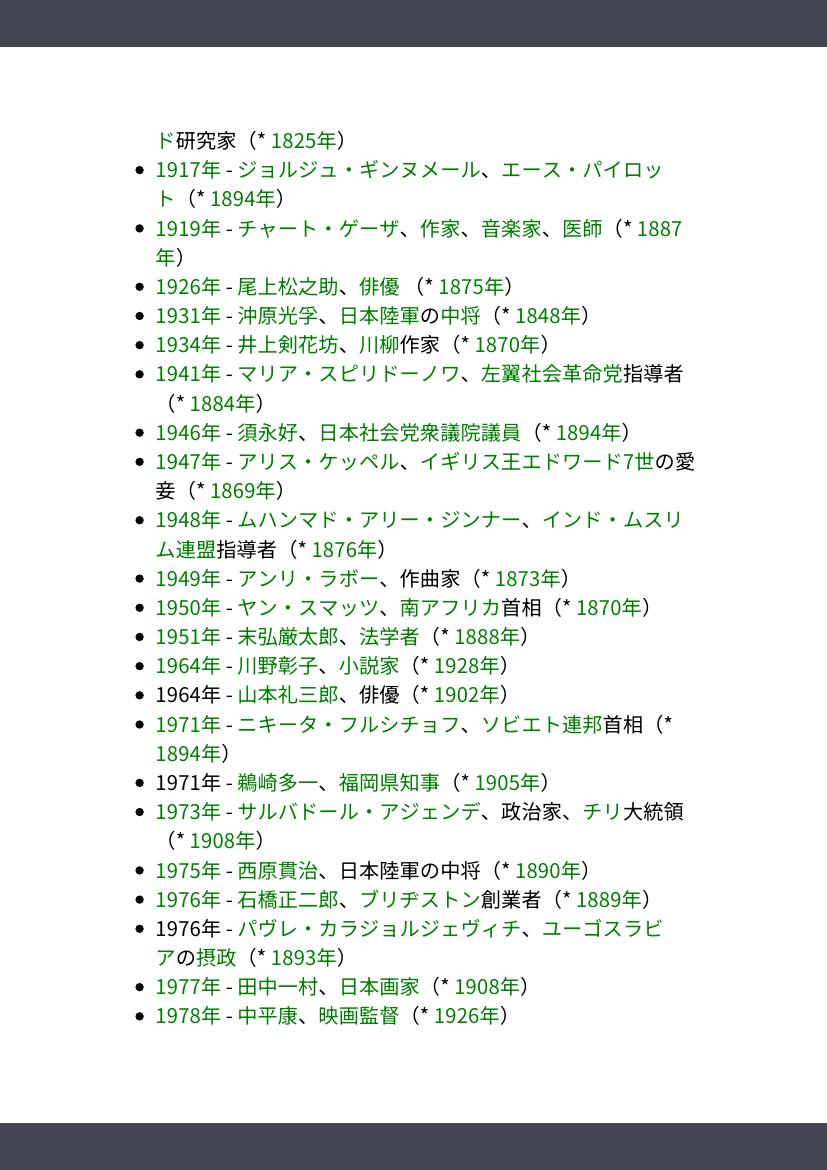 ド研究家（* 1825年）
• 1917年 - ジョルジュ・ギンヌメール、エース・パイロッ
ト（* 1894年）
• 1919年 - チャート・ゲーザ、作家、音楽家、医師（* 1887
年）
• 1926年 - 尾上松之助、俳優 （* 1875年）
• 1931年 - 沖原光孚、日本陸軍の中将（* 1848年）
• 1934年 - 井上剣花坊、川柳作家（* 1870年）
• 1941年 - マリア・スピリドーノワ、左翼社会革命党指導者
（* 1884年）
• 1946年 - 須永好、日本社会党衆議院議員（* 1894年）
• 1947年 - アリス・ケッペル、イギリス王エドワード7世の愛
妾（* 1869年）
• 1948年 - ムハンマド・アリー・ジンナー、インド・ムスリ
ム連盟指導者（* 1876年）
• 1949年 - アンリ・ラボー、作曲家（* 1873年）
• 1950年 - ヤン・スマッツ、南アフリカ首相（* 1870年）
• 1951年 - 末弘厳太郎、法学者（* 1888年）
• 1964年 - 川野彰子、小説家（* 1928年）
• 1964年 - 山本礼三郎、俳優（* 1902年）
• 1971年 - ニキータ・フルシチョフ、ソビエト連邦首相（*
1894年）
• 1971年 - 鵜崎多一、福岡県知事（* 1905年）
• 1973年 - サルバドール・アジェンデ、政治家、チリ大統領
（* 1908年）
• 1975年 - 西原貫治、日本陸軍の中将（* 1890年）
• 1976年 - 石橋正二郎、ブリヂストン創業者（* 1889年）
• 1976年 - パヴレ・カラジョルジェヴィチ、ユーゴスラビ
アの摂政（* 1893年）
• 1977年 - 田中一村、日本画家（* 1908年）
• 1978年 - 中平康、映画監督（* 1926年）